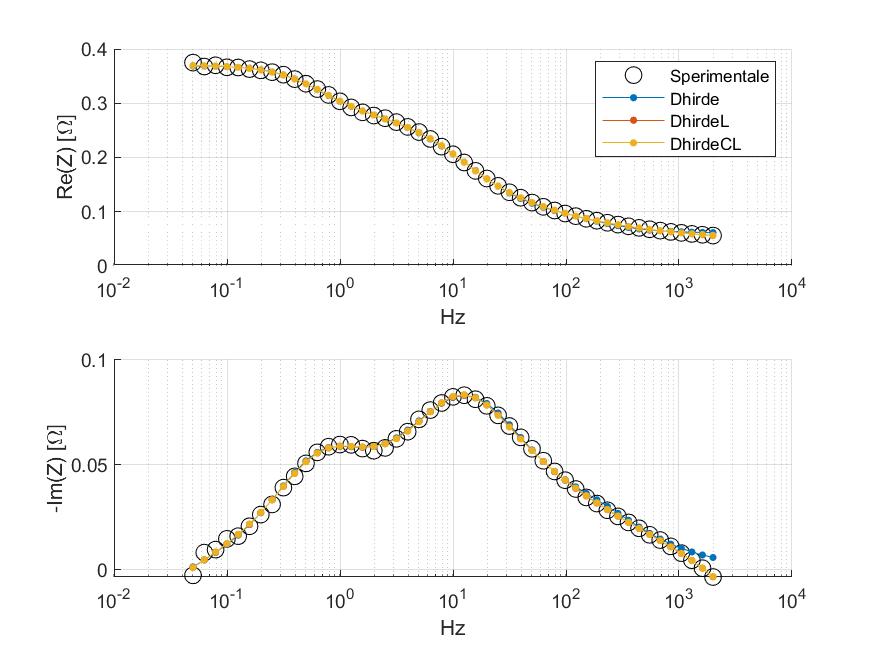 0.4
0.3
0.2
0.1
0
Re(Z) [Ω]
Sperimentale
Dhirde
DhirdeL
DhirdeCL
10^-2 10^-1 10^0 10^1 10^2 10^3 10^4
Hz
0.1
0.05
0
-Im(Z) [Ω]
10^-2 10^-1 10^0 10^1 10^2 10^3 10^4
Hz